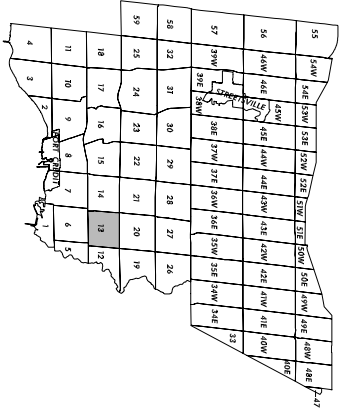 59
58
57
56
55
4
11
18
25
32
39W
46W
54W
3
10
17
24
31
39E
46E
54E
53W
2
9
16
23
30
38W
38E
45W
45E
53E
STREETSVILLE
PORT CREDIT
8
15
22
29
37W
44W
52W
37E
44E
52E
7
14
21
28
36W
43W
51W
36E
43E
51E
1
6
13
20
27
35W
42W
50W
5
12
19
26
35E
42E
50E
34W
41W
49W
34E
41E
49E
33
40W
48W
40E
48E
47